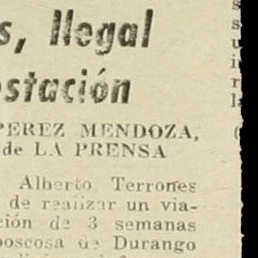 s, Ilegal
estación
PEREZ MENDOZA,
de LA PRENSA
Alberto Terrones
de realizar un via-
ción de 3 semanas
boscosa de Durango